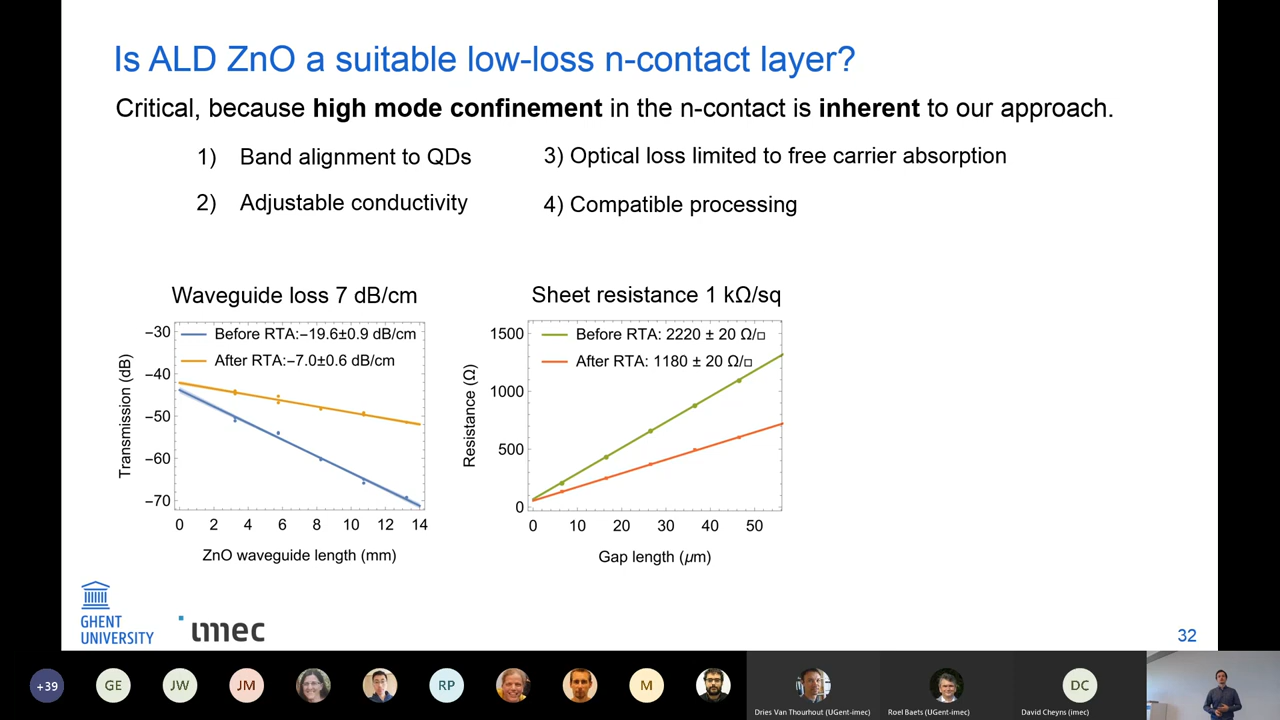 Is ALD ZnO a suitable low-loss n-contact layer?
Critical, because high mode confinement in the n-contact is inherent to our approach.
1) Band alignment to QDs
2) Adjustable conductivity
3) Optical loss limited to free carrier absorption
4) Compatible processing
Waveguide loss 7 dB/cm
Before RTA:−19.6±0.9 dB/cm
After RTA:−7.0±0.6 dB/cm
Transmission (dB)
−30
−40
−50
−60
−70
0 2 4 6 8 10 12 14
ZnO waveguide length (mm)
Sheet resistance 1 kΩ/sq
Before RTA: 2220 ± 20 Ω/□
After RTA: 1180 ± 20 Ω/□
Resistance (Ω)
1500
1000
500
0
0 10 20 30 40 50
Gap length (μm)
GHENT
UNIVERSITY
imec
32
+39
GE
JW
JM
RP
M
Dries Van Thourhout (UGent-imec)
Roel Baets (UGent-imec)
DC
David Cheyns (imec)